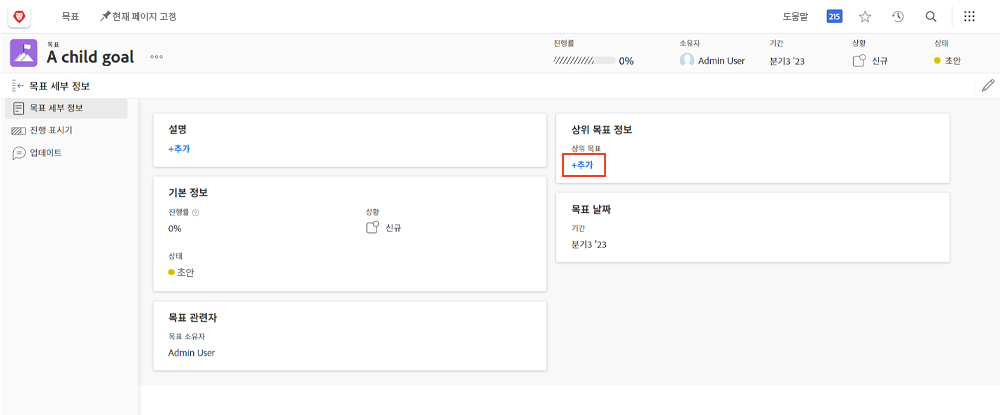 목표 현재 페이지 고정 도움말 215
목표
A child goal
진행률 소유자 기간 상황 상태
0% Admin User 분기3 '23 신규 초안
목표 세부 정보
목표 세부 정보
진행 표시기
업데이트
설명
+추가
기본 정보
진행률 상황
0% 신규
상태
초안
목표 관련자
목표 소유자
Admin User
상위 목표 정보
상위 목표
+추가
목표 날짜
기간
분기3 '23